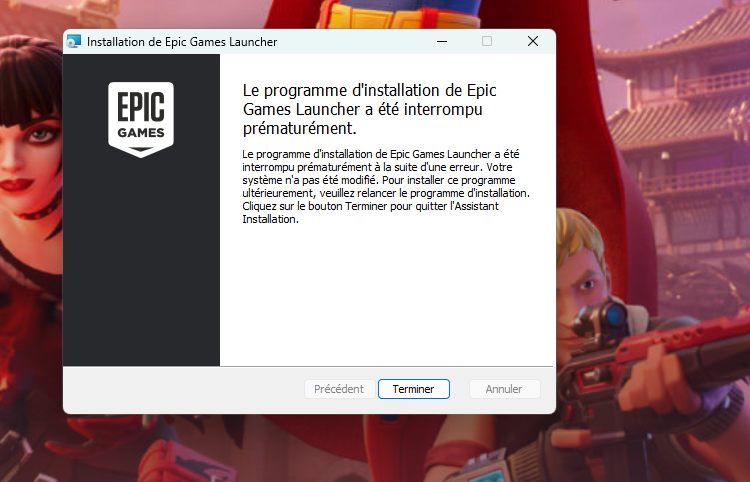 Installation de Epic Games Launcher
EPIC
GAMES
Le programme d'installation de Epic
Games Launcher a été interrompu
prématurément.
Le programme d'installation de Epic Games Launcher a été
interrompu prématurément à la suite d'une erreur. Votre
système n'a pas été modifié. Pour installer ce programme
ultérieurement, veuillez relancer le programme d'installation.
Cliquez sur le bouton Terminer pour quitter l'Assistant
Installation.
Précédent
Terminer
Annuler